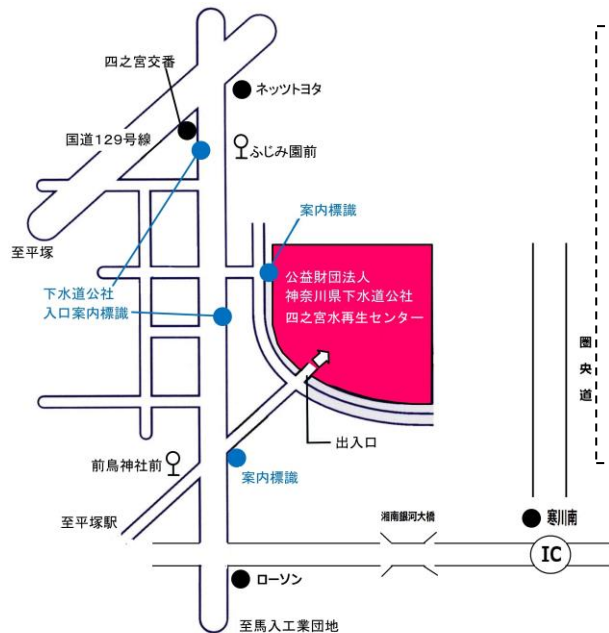 四之宮交番
ネッツトヨタ
国道129号線
ふじみ園前
案内標識
至平塚
公益財団法人
神奈川県下水道公社
四之宮水再生センター
下水道公社
入口案内標識
圏央道
出入口
前鳥神社前
案内標識
至平塚駅
湘南銀河大橋
寒川南
IC
ローソン
至馬入工業団地